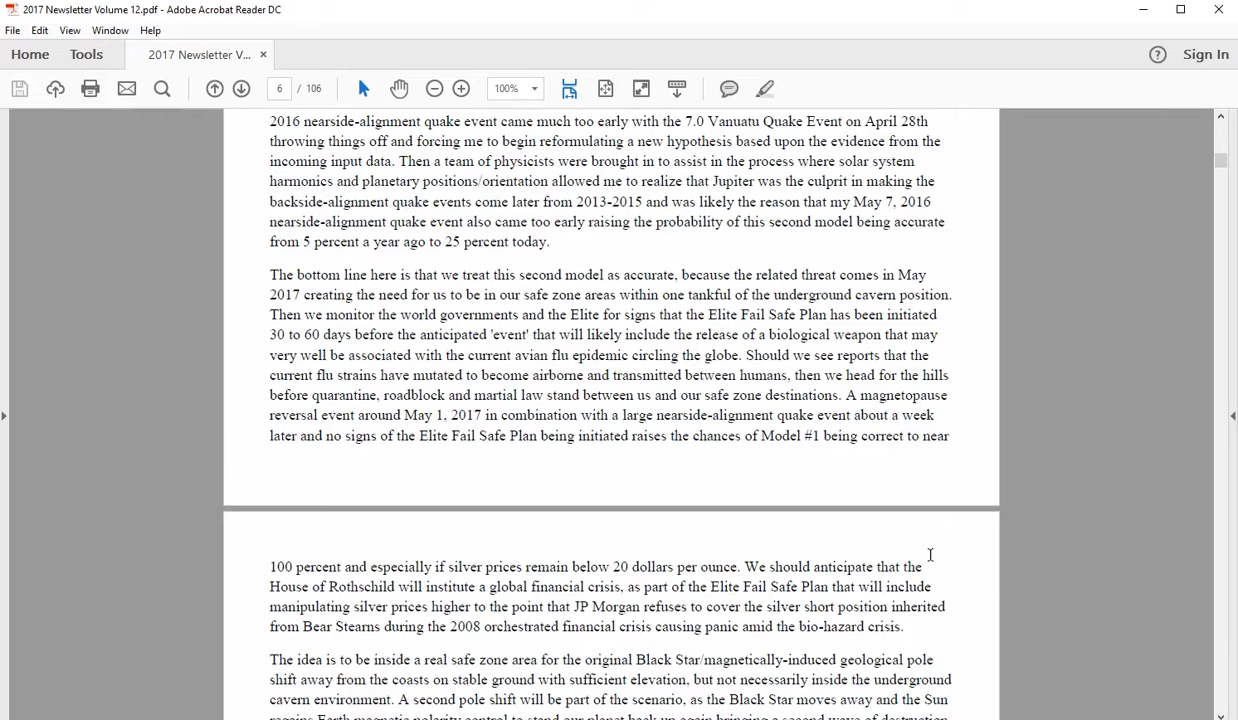 2017 Newsletter Volume 12.pdf - Adobe Acrobat Reader DC
File Edit View Window Help
Home Tools 2017 Newsletter V... × Sign In
6 / 106 100%
2016 nearside-alignment quake event came much too early with the 7.0 Vanuatu Quake Event on April 28th
throwing things off and forcing me to begin reformulating a new hypothesis based upon the evidence from the
incoming input data. Then a team of physicists were brought in to assist in the process where solar system
harmonics and planetary positions/orientation allowed me to realize that Jupiter was the culprit in making the
backside-alignment quake events come later from 2013-2015 and was likely the reason that my May 7, 2016
nearside-alignment quake event also came too early raising the probability of this second model being accurate
from 5 percent a year ago to 25 percent today.
The bottom line here is that we treat this second model as accurate, because the related threat comes in May
2017 creating the need for us to be in our safe zone areas within one tankful of the underground cavern position.
Then we monitor the world governments and the Elite for signs that the Elite Fail Safe Plan has been initiated
30 to 60 days before the anticipated 'event' that will likely include the release of a biological weapon that may
very well be associated with the current avian flu epidemic circling the globe. Should we see reports that the
current flu strains have mutated to become airborne and transmitted between humans, then we head for the hills
before quarantine, roadblock and martial law stand between us and our safe zone destinations. A magnetopause
reversal event around May 1, 2017 in combination with a large nearside-alignment quake event about a week
later and no signs of the Elite Fail Safe Plan being initiated raises the chances of Model #1 being correct to near
100 percent and especially if silver prices remain below 20 dollars per ounce. We should anticipate that the
House of Rothschild will institute a global financial crisis, as part of the Elite Fail Safe Plan that will include
manipulating silver prices higher to the point that JP Morgan refuses to cover the silver short position inherited
from Bear Stearns during the 2008 orchestrated financial crisis causing panic amid the bio-hazard crisis.
The idea is to be inside a real safe zone area for the original Black Star/magnetically-induced geological pole
shift away from the coasts on stable ground with sufficient elevation, but not necessarily inside the underground
cavern environment. A second pole shift will be part of the scenario, as the Black Star moves away and the Sun
regains Earth magnetic polarity control to stand our planet back up again bringing a second wave of destruction